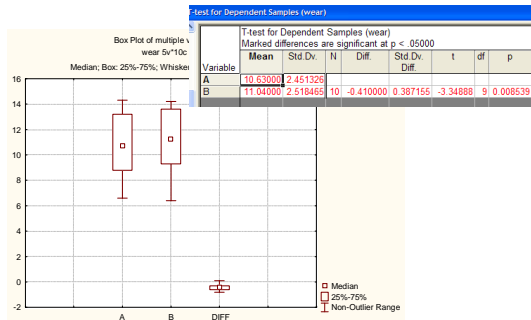 T-test for Dependent Samples (wear)
T-test for Dependent Samples (wear)
Marked differences are significant at p < .05000
Variable Mean Std.Dv. N Diff. Std.Dv. Diff. t df p
A 10.63000 2.451326
B 11.04000 2.518465 10 -0.410000 0.387155 -3.34888 9 0.008539
Box Plot of multiple
wear 5v*10c
Median; Box: 25%-75%; Whisker
16
14
12
10
8
6
4
2
0
-2
A B DIFF
Median
25%-75%
Non-Outlier Range